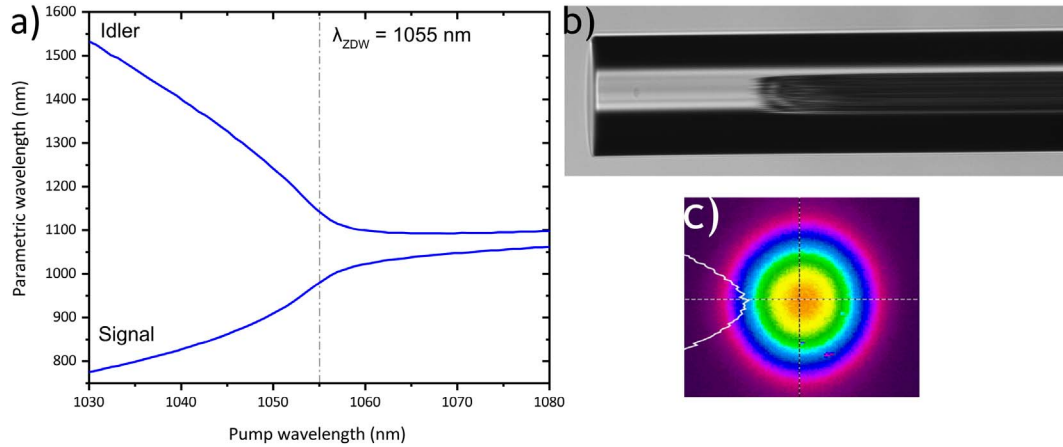 a)
Idler
λZDW = 1055 nm
Signal
1600
1500
1400
1300
1200
1100
1000
900
800
Parametric wavelength (nm)
1030
1040
1050
1060
1070
1080
Pump wavelength (nm)
b)
c)